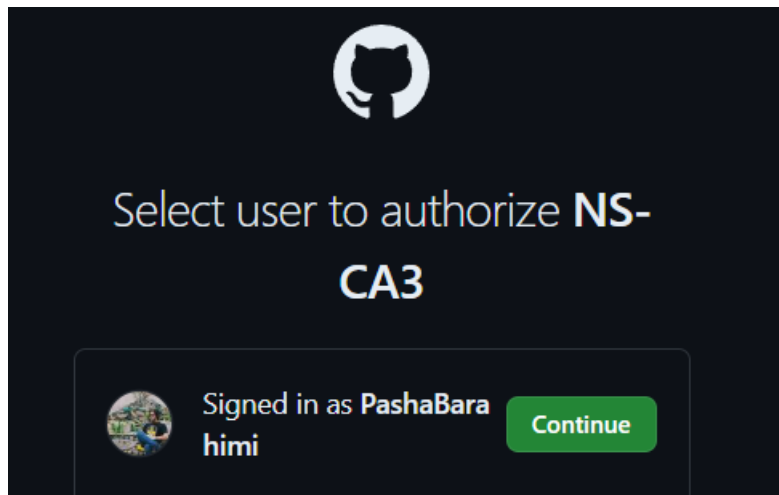 Select user to authorize NS-
CA3
Signed in as PashaBara
himi
Continue